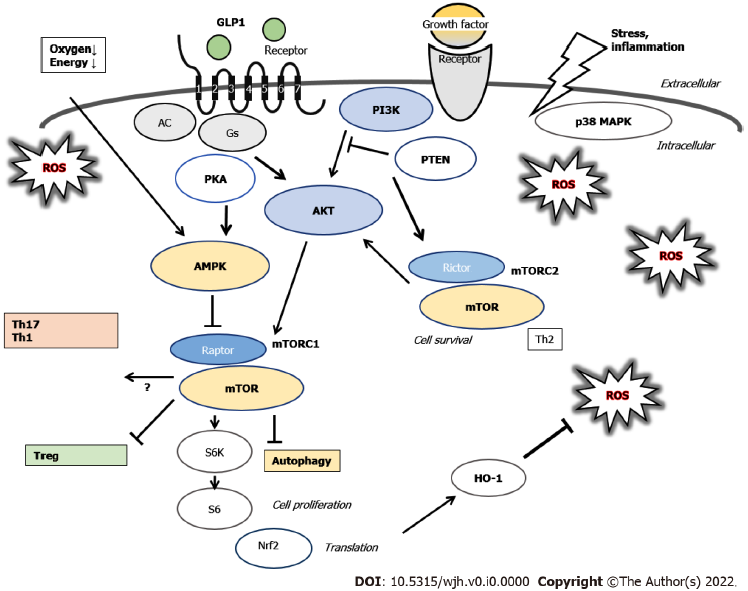 GLP1
Growth factor
Receptor
Receptor
Stress,
inflammation
Oxygen↓
Energy ↓
Extracellular
1 2 3 4 5 6 7
AC
Gs
PI3K
p38 MAPK
Intracellular
ROS
PKA
PTEN
ROS
AKT
ROS
AMPK
Rictor
mTORC2
mTOR
Th17
Th1
Raptor
mTORC1
Cell survival
Th2
?
mTOR
ROS
Treg
S6K
Autophagy
HO-1
S6
Cell proliferation
Nrf2
Translation
DOI: 10.5315/wjh.v0.i0.0000 Copyright ©The Author(s) 2022.